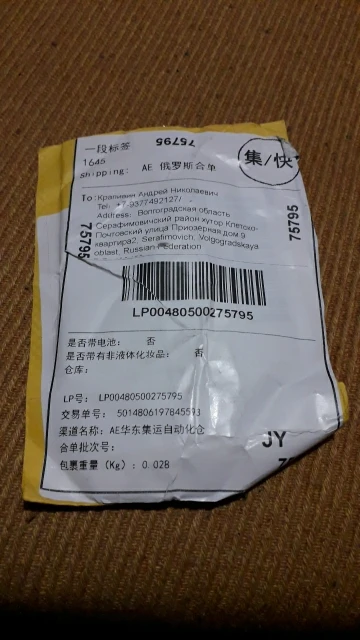 一段标签
75795
1645
集/快
shipping: AE 俄罗斯合单
To: Крапивин Андрей Николаевич
Tel: +7 9377492127/
Address: Волгоградская область
Серафимовичский район хутор Клетско-
Почтовский улица Приозерная дом 9
квартира2, Serafimovich, Volgogradskaya
oblast, Russian Federation
75795
75795
LP00480500275795
是否带电池: 否
是否带有非液体化妆品: 否
仓库:
LP号: LP00480500275795
交易单号: 5014806197845593
渠道名称: AE华东集运自动化仓
合单批次号:
包裹重量 (Kg): 0.028
JY